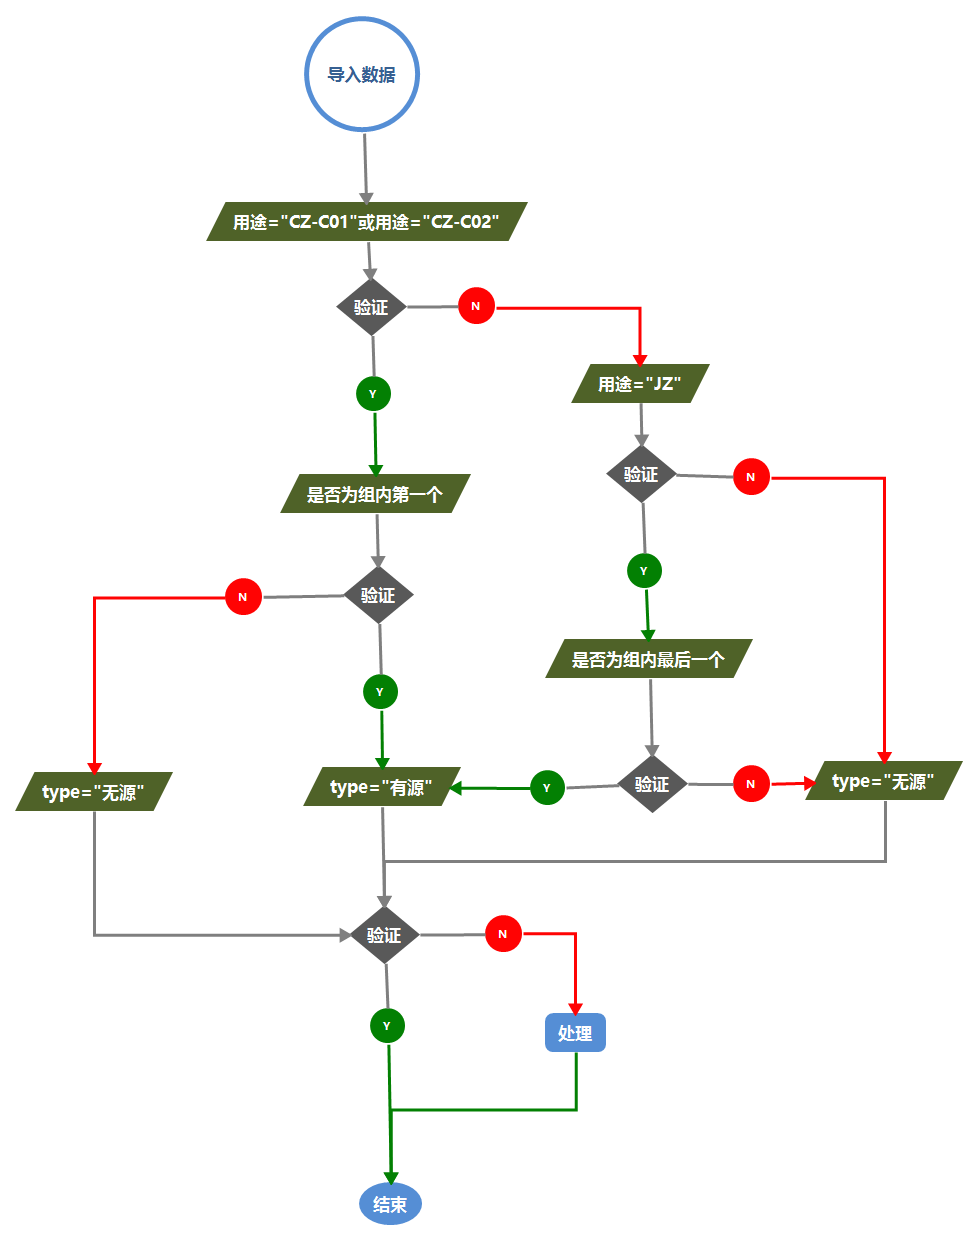 导入数据
用途="CZ-C01"或用途="CZ-C02"
验证
N
Y
用途="JZ"
验证
N
是否为组内第一个
Y
N
验证
是否为组内最后一个
Y
type="无源"
type="有源"
Y
验证
N
type="无源"
验证
N
Y
处理
结束